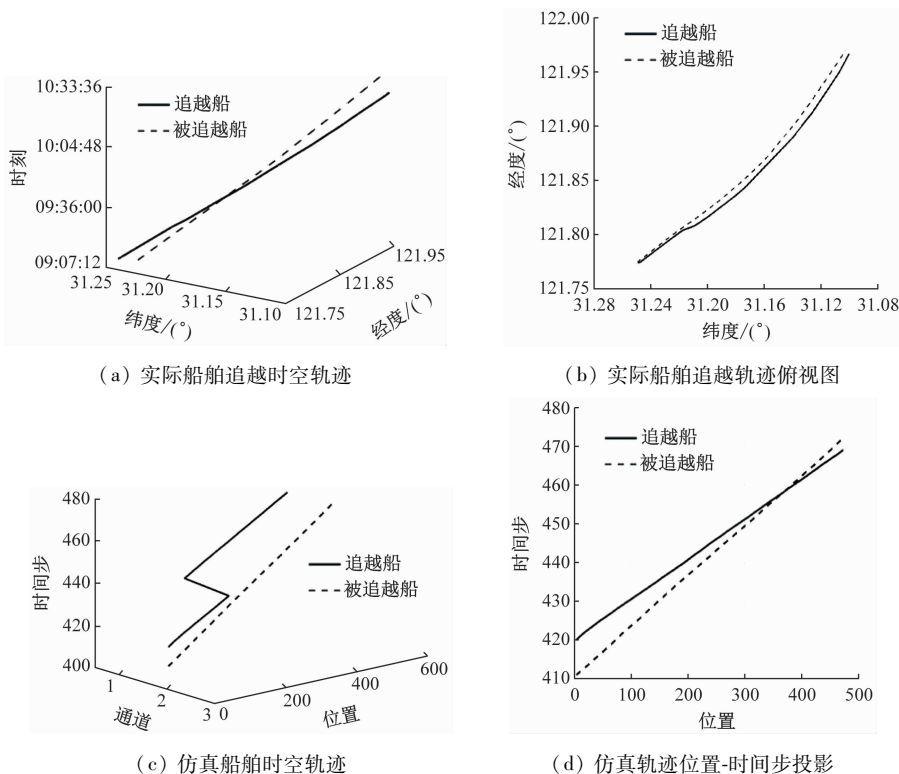 10:33:36
10:04:48
09:36:00
09:07:12
时刻
追越船
被追越船
31.25
31.20
31.15
31.10
纬度/(°)
121.75
121.85
121.95
经度/(°)
(a) 实际船舶追越时空轨迹
122.00
121.95
121.90
121.85
121.80
121.75
经度/(°)
追越船
被追越船
31.28
31.24
31.20
31.16
31.12
31.08
纬度/(°)
(b) 实际船舶追越轨迹俯视图
480
460
440
420
400
时间步
追越船
被追越船
1
2
3
通道
0
200
400
600
位置
(c) 仿真船舶时空轨迹
480
470
460
450
440
430
420
410
时间步
追越船
被追越船
0
100
200
300
400
500
位置
(d) 仿真轨迹位置-时间步投影